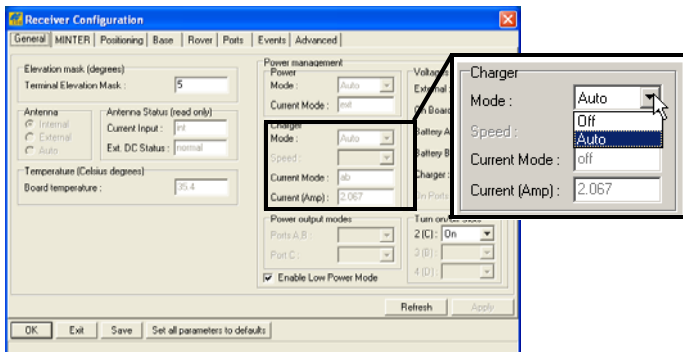 Receiver Configuration
General MINTER Positioning Base Rover Ports Events Advanced
Elevation mask (degrees)
Terminal Elevation Mask : 5
Antenna
Internal
External
Auto
Antenna Status (read only)
Current Input : int
Ext. DC Status : normal
Temperature (Celsius degrees)
Board temperature : 35.4
Power management
Power
Mode : Auto
Current Mode : ext
Charger
Mode : Auto
Speed :
Current Mode : ab
Current (Amp) : 2.067
Power output modes
Ports A,B :
Port C :
Enable Low Power Mode
Voltages
External :
On Board
Battery A
Battery B
Charger :
On Ports
Turn on/off slots
2 (C) : On
3 (D) :
4 (D) :
Refresh Apply
OK Exit Save Set all parameters to defaults
Charger
Mode : Auto
Off
Auto
Speed :
Current Mode : off
Current (Amp) : 2.067